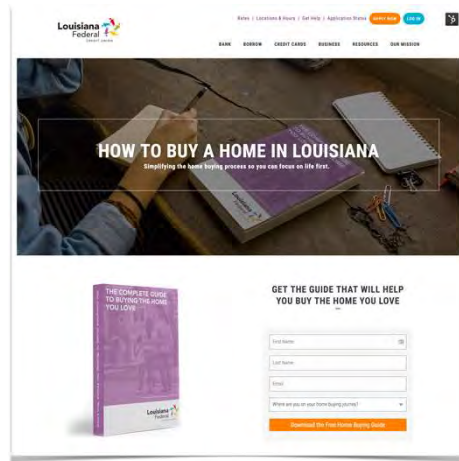 Louisiana
Federal
CREDIT UNION
Rates | Locations & Hours | Get Help | Application Status APPLY NOW LOG IN
BANK BORROW CREDIT CARDS BUSINESS RESOURCES OUR MISSION
HOW TO BUY A HOME IN LOUISIANA
Simplifying the home buying process so you can focus on life first.
Louisiana
Federal
THE COMPLETE GUIDE
TO BUYING THE HOME
YOU LOVE
Louisiana
Federal
GET THE GUIDE THAT WILL HELP
YOU BUY THE HOME YOU LOVE
First Name
Last Name
Email
Where are you on your home buying journey?
Download the Free Home Buying Guide